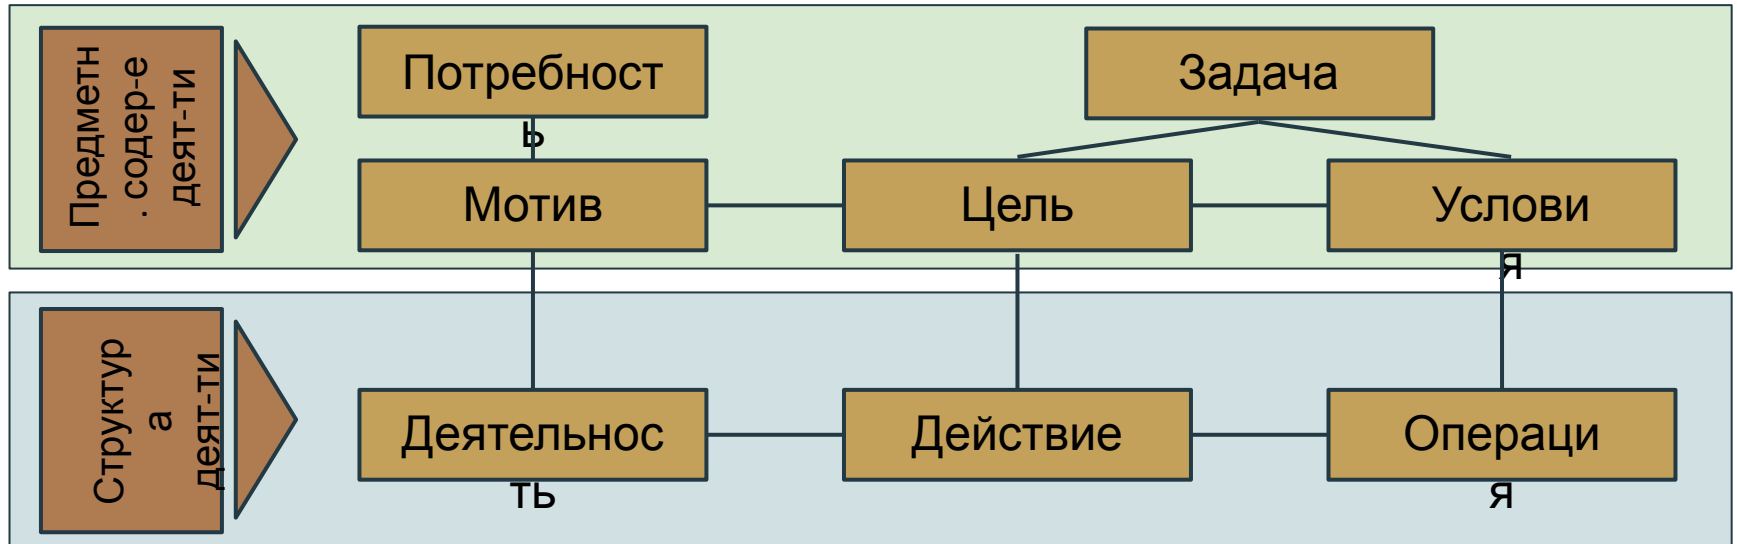 Предметн
. содер-е
деят-ти
Потребност
ь
Задача
Мотив
Цель
Услови
я
Структур
а
деят-ти
Деятельнос
ть
Действие
Операци
я